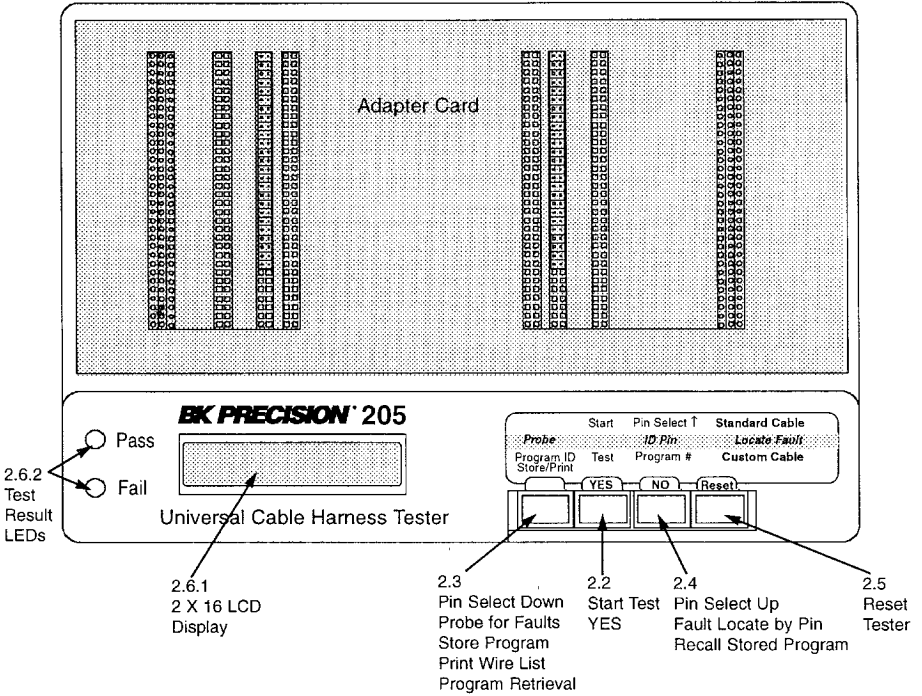 Adapter Card
BK PRECISION 205
Pass
Fail
Universal Cable Harness Tester
Start Pin Select ↑ Standard Cable
Probe ID Pin Locate Fault
Program ID Test Program # Custom Cable
Store/Print
YES NO Reset
2.6.2
Test
Result
LEDs
2.6.1
2 X 16 LCD
Display
2.3
Pin Select Down
Probe for Faults
Store Program
Print Wire List
Program Retrieval
2.2
Start Test
YES
2.4
Pin Select Up
Fault Locate by Pin
Recall Stored Program
2.5
Reset
Tester